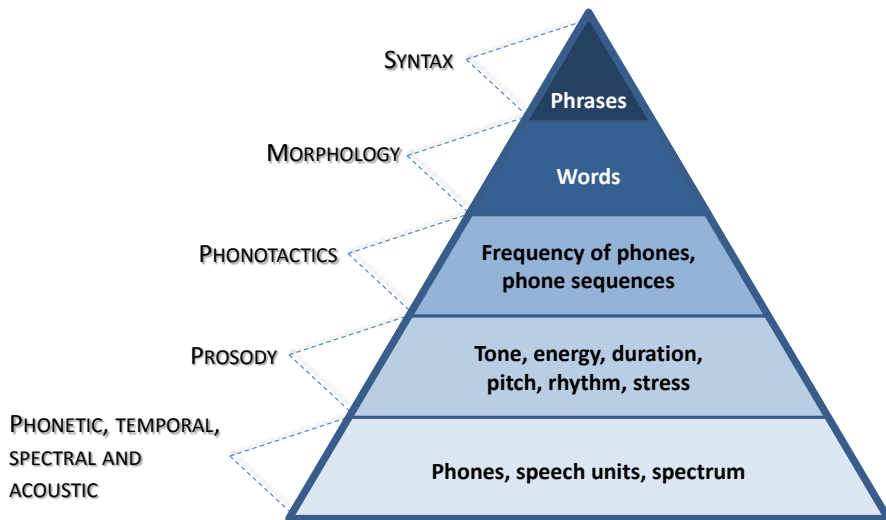 SYNTAX
Phrases
MORPHOLOGY
Words
PHONOTACTICS
Frequency of phones,
phone sequences
PROSODY
Tone, energy, duration,
pitch, rhythm, stress
PHONETIC, TEMPORAL,
SPECTRAL AND
ACOUSTIC
Phones, speech units, spectrum